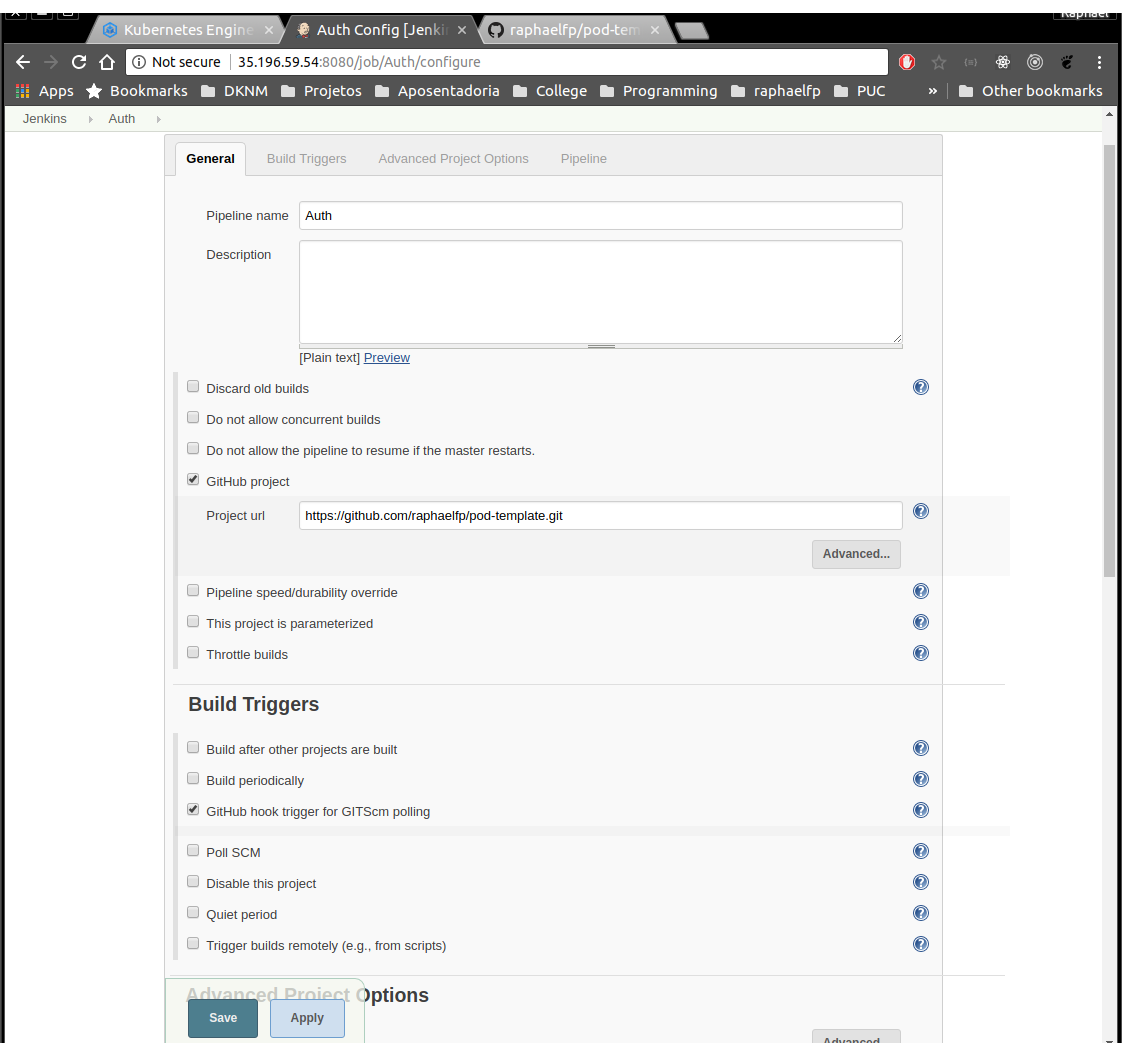 Raphael
Kubernetes Engine × Auth Config [Jenki × raphaelfp/pod-tem ×
Not secure 35.196.59.54:8080/job/Auth/configure
Apps Bookmarks DKNM Projetos Aposentadoria College Programming raphaelfp PUC » Other bookmarks
Jenkins Auth
General Build Triggers Advanced Project Options Pipeline
Pipeline name Auth
Description
[Plain text] Preview
Discard old builds
Do not allow concurrent builds
Do not allow the pipeline to resume if the master restarts.
GitHub project
Project url https://github.com/raphaelfp/pod-template.git
Advanced...
Pipeline speed/durability override
This project is parameterized
Throttle builds
Build Triggers
Build after other projects are built
Build periodically
GitHub hook trigger for GITScm polling
Poll SCM
Disable this project
Quiet period
Trigger builds remotely (e.g., from scripts)
Advanced Project Options
Save Apply
Advanced...